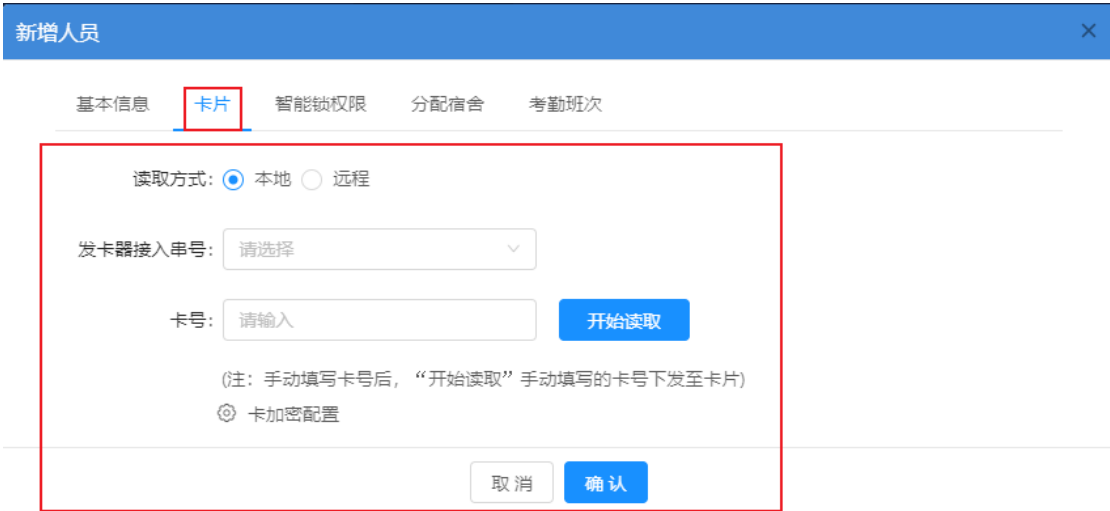 新增人员
基本信息 卡片 智能锁权限 分配宿舍 考勤班次
读取方式: 本地 远程
发卡器接入串号: 请选择
卡号: 请输入 开始读取
(注：手动填写卡号后，“开始读取”手动填写的卡号下发至卡片)
卡加密配置
取消 确认